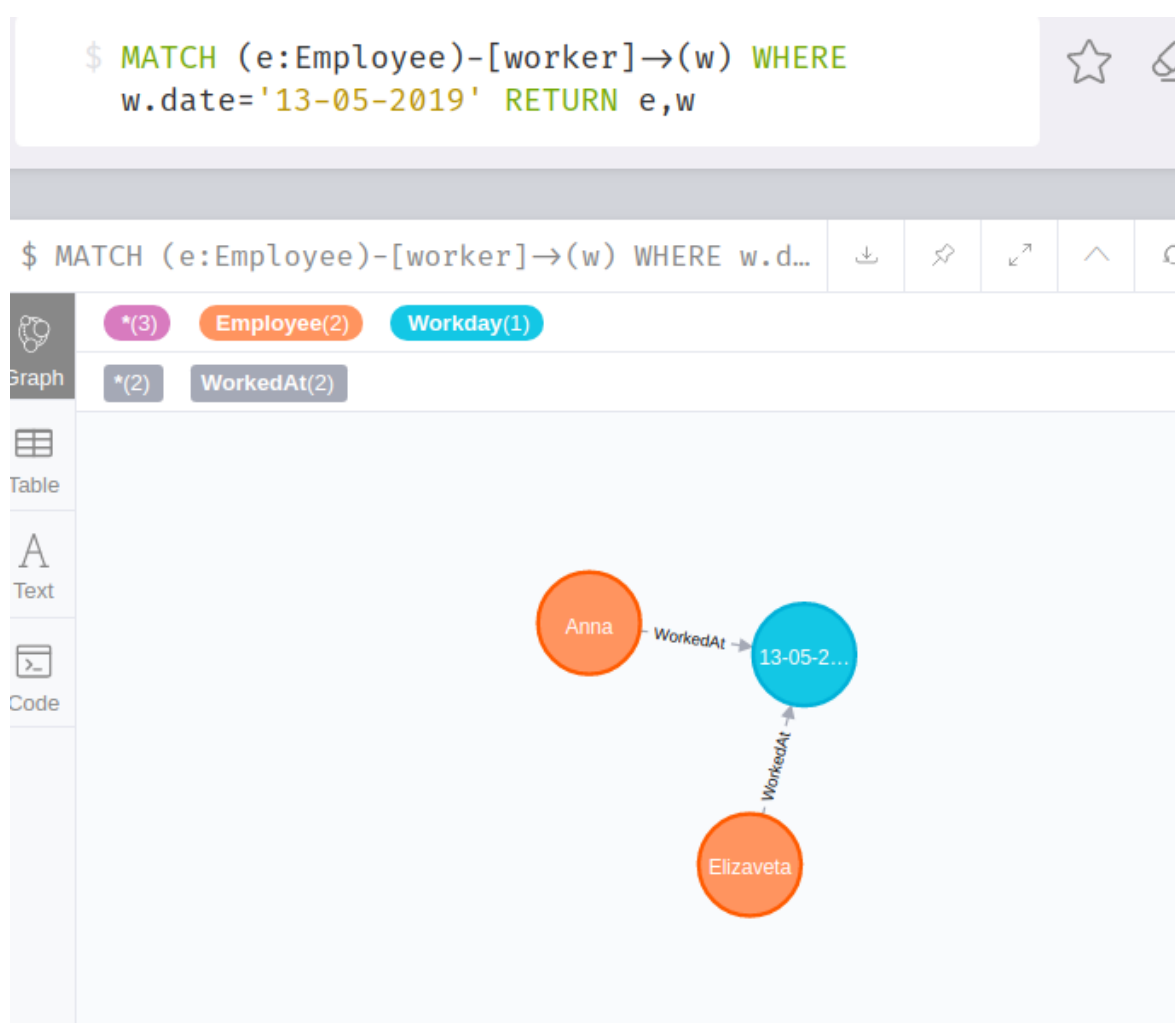 $ MATCH (e:Employee)-[worker]→(w) WHERE
w.date='13-05-2019' RETURN e,w
$ MATCH (e:Employee)-[worker]→(w) WHERE w.d…
*(3) Employee(2) Workday(1)
Graph
*(2) WorkedAt(2)
Table
A
Text
Code
Anna
WorkedAt
13-05-2…
WorkedAt
Elizaveta